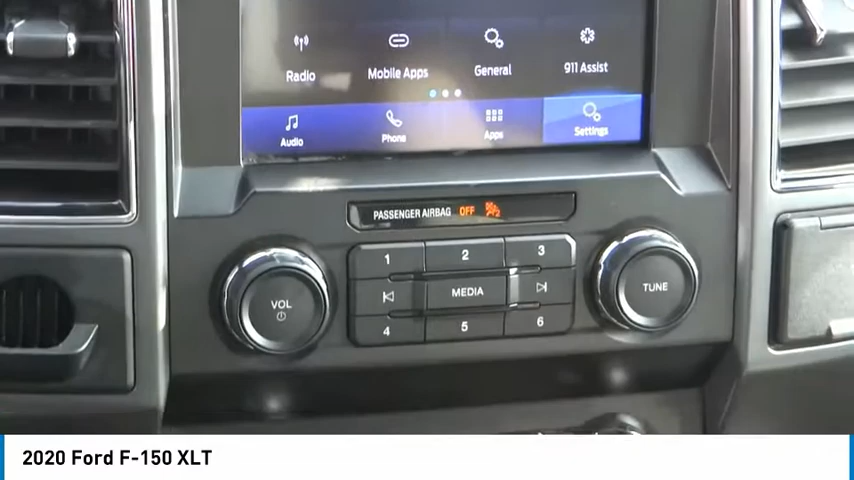 Radio Mobile Apps General 911 Assist
Audio Phone Apps Settings
PASSENGER AIRBAG OFF
1 2 3
VOL MEDIA TUNE
4 5 6
2020 Ford F-150 XLT